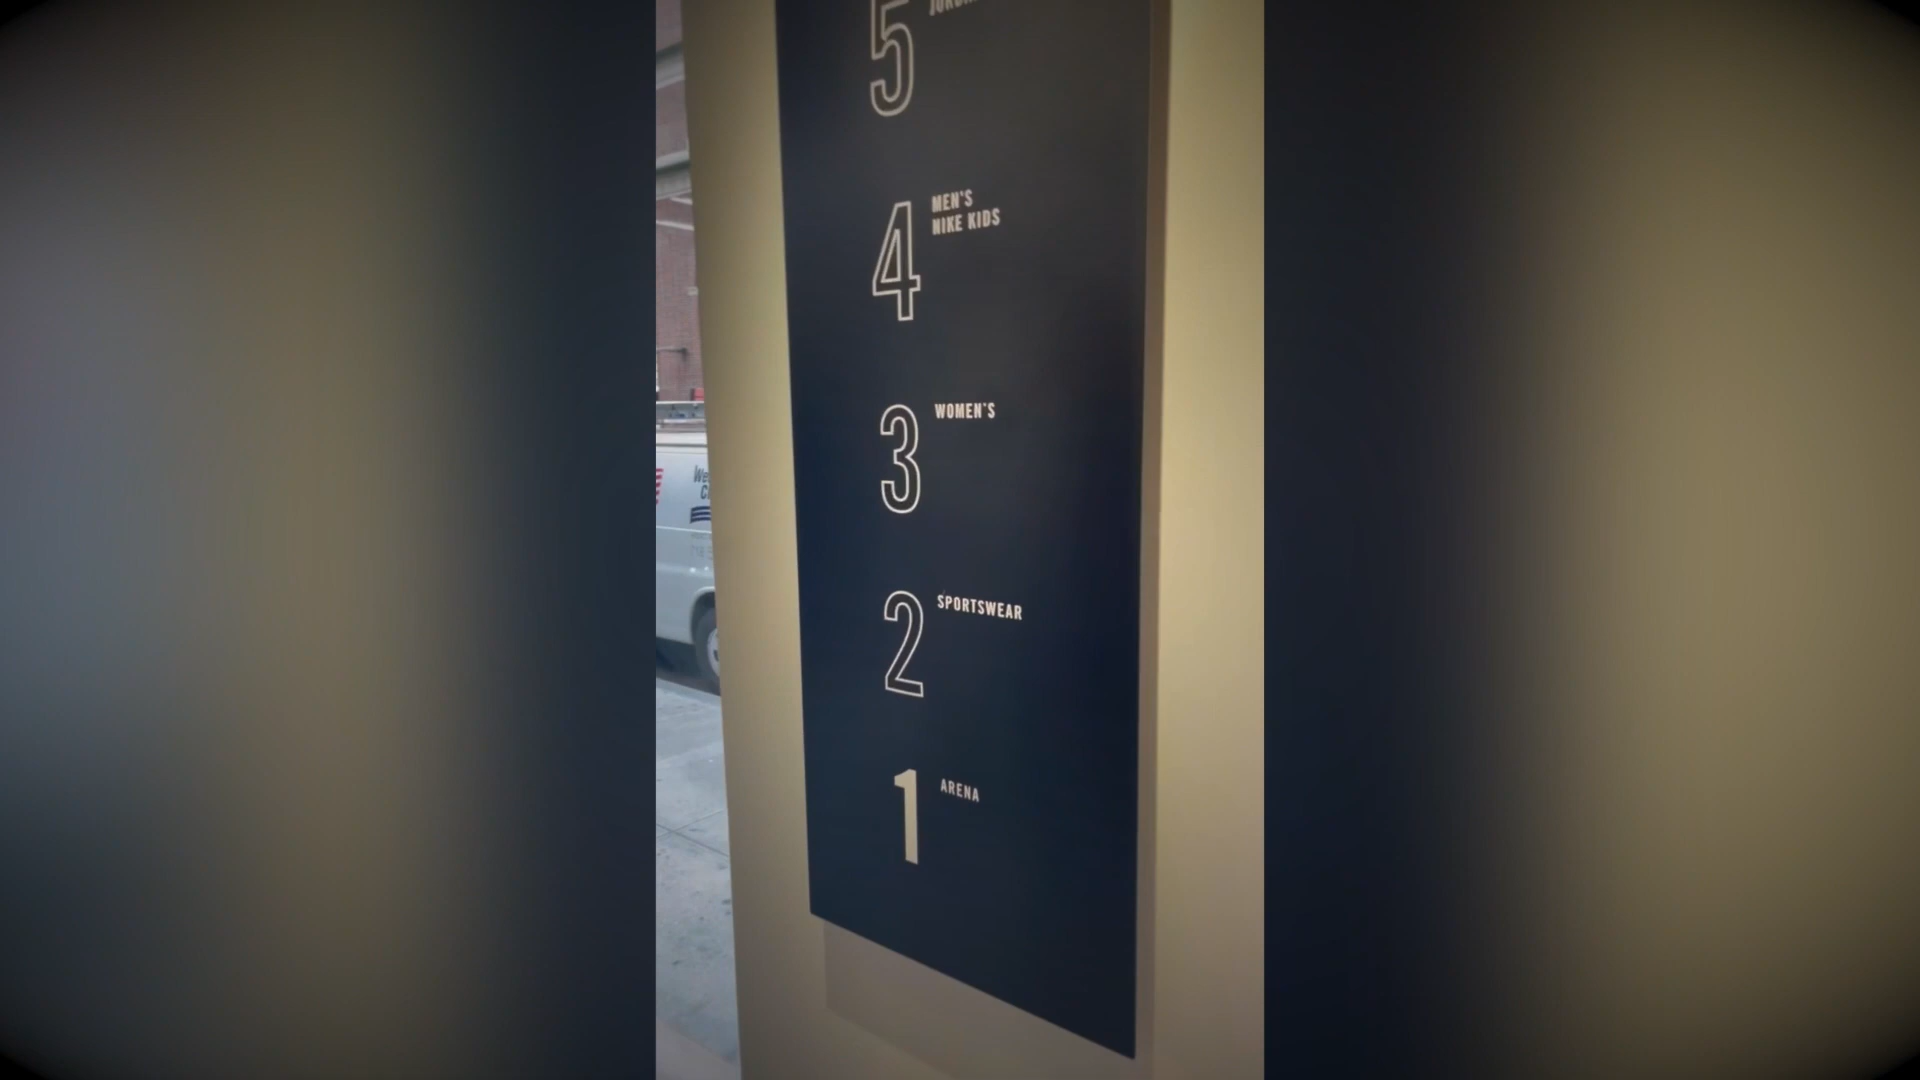 5
4 MEN'S
NIKE KIDS
3 WOMEN'S
2 SPORTSWEAR
1 ARENA